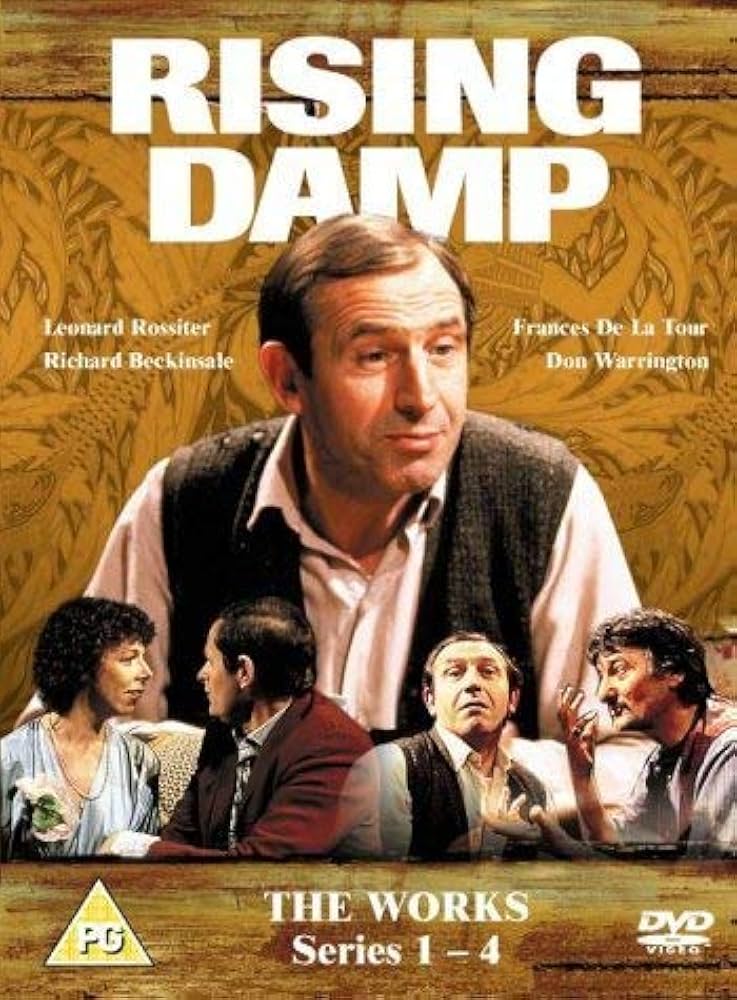 RISING
DAMP
Leonard Rossiter
Richard Beckinsale
Frances De La Tour
Don Warrington
PG
THE WORKS
Series 1 – 4
DVD
VIDEO